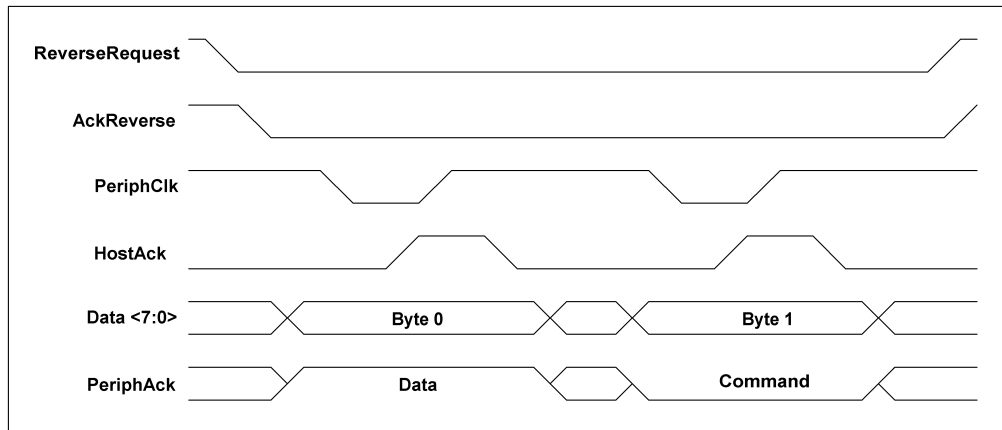 ReverseRequest
AckReverse
PeriphClk
HostAck
Data <7:0>
Byte 0
Byte 1
PeriphAck
Data
Command